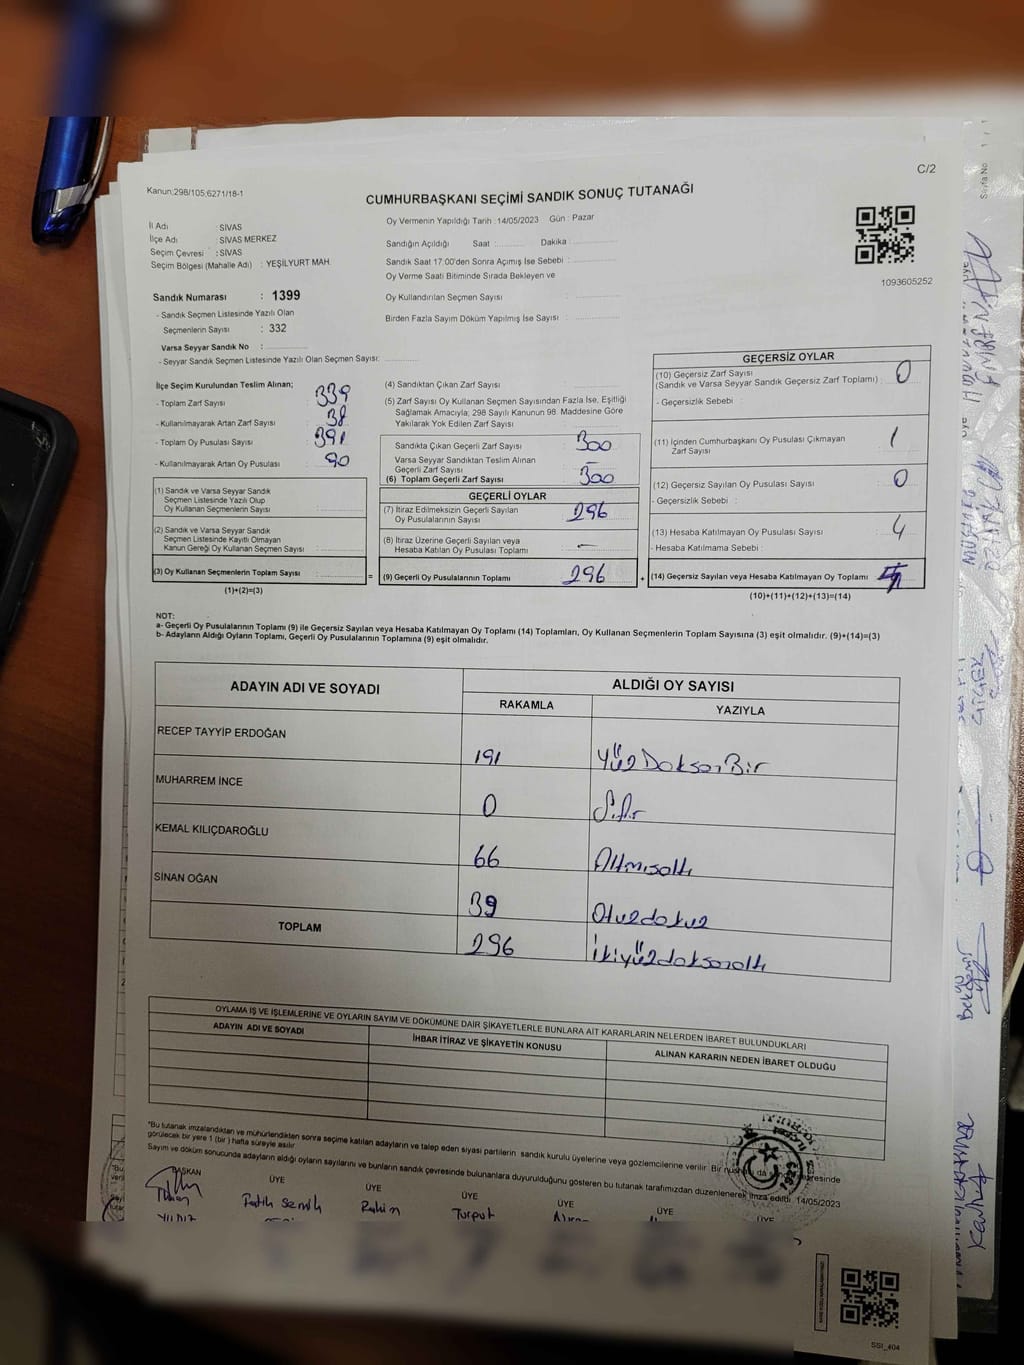 C/2
Kanun;298/105;6271/18-1
CUMHURBAŞKANI SEÇİMİ SANDIK SONUÇ TUTANAĞI
İl Adı : SİVAS
İlçe Adı : SİVAS MERKEZ
Seçim Çevresi : SİVAS
Seçim Bölgesi (Mahalle Adı) : YEŞİLYURT MAH.
Oy Vermenin Yapıldığı Tarih :14/05/2023 Gün : Pazar
Sandığın Açıldığı Saat : Dakika :
Sandık Saat 17:00'den Sonra Açımış İse Sebebi :
Oy Verme Saati Bitiminde Sırada Bekleyen ve
Oy Kullandırılan Seçmen Sayısı :
Birden Fazla Sayım Döküm Yapılmış İse Sayısı :
1093605252
Sandık Numarası : 1399
- Sandık Seçmen Listesinde Yazılı Olan
Seçmenlerin Sayısı : 332
Varsa Seyyar Sandık No :
- Seyyar Sandık Seçmen Listesinde Yazılı Olan Seçmen Sayısı:
İlçe Seçim Kurulundan Teslim Alınan;
- Toplam Zarf Sayısı : 339
- Kullanılmayarak Artan Zarf Sayısı : 38
- Toplam Oy Pusulası Sayısı : 391
- Kullanılmayarak Artan Oy Pusulası : 90
(1) Sandık ve Varsa Seyyar Sandık
Seçmen Listesinde Yazılı Olup
Oy Kullanan Seçmenlerin Sayısı :
(2) Sandık ve Varsa Seyyar Sandık
Seçmen Listesinde Kayıtlı Olmayan
Kanun Gereği Oy Kullanan Seçmen Sayısı :
(3) Oy Kullanan Seçmenlerin Toplam Sayısı :
(1)+(2)=(3)
(4) Sandıktan Çıkan Zarf Sayısı :
(5) Zarf Sayısı Oy Kullanan Seçmen Sayısından Fazla İse, Eşitliği
Sağlamak Amacıyla; 298 Sayılı Kanunun 98. Maddesine Göre
Yakılarak Yok Edilen Zarf Sayısı :
Sandıkta Çıkan Geçerli Zarf Sayısı : 300
Varsa Seyyar Sandıktan Teslim Alınan
Geçerli Zarf Sayısı : -
(6) Toplam Geçerli Zarf Sayısı : 300
GEÇERLİ OYLAR
(7) İtiraz Edilmeksizin Geçerli Sayılan
Oy Pusulalarının Sayısı : 296
(8) İtiraz Üzerine Geçerli Sayılan veya
Hesaba Katılan Oy Pusulası Toplamı : -
= (9) Geçerli Oy Pusulalarının Toplamı : 296
GEÇERSİZ OYLAR
(10) Geçersiz Zarf Sayısı
(Sandık ve Varsa Seyyar Sandık Geçersiz Zarf Toplamı) : 0
- Geçersizlik Sebebi :
(11) İçinden Cumhurbaşkanı Oy Pusulası Çıkmayan
Zarf Sayısı : 1
(12) Geçersiz Sayılan Oy Pusulası Sayısı : 0
- Geçersizlik Sebebi :
(13) Hesaba Katılmayan Oy Pusulası Sayısı : 4
- Hesaba Katılmama Sebebi :
+ (14) Geçersiz Sayılan veya Hesaba Katılmayan Oy Toplamı :
(10)+(11)+(12)+(13)=(14)
NOT:
a- Geçerli Oy Pusulalarının Toplamı (9) ile Geçersiz Sayılan veya Hesaba Katılmayan Oy Toplamı (14) Toplamları, Oy Kullanan Seçmenlerin Toplam Sayısına (3) eşit olmalıdır. (9)+(14)=(3)
b- Adayların Aldığı Oyların Toplamı, Geçerli Oy Pusulalarının Toplamına (9) eşit olmalıdır.
ADAYIN ADI VE SOYADI ALDIĞI OY SAYISI
RAKAMLA YAZIYLA
RECEP TAYYİP ERDOĞAN 191 YüzDoksanBir
MUHARREM İNCE 0 Sıfır
KEMAL KILIÇDAROĞLU 66 Altmışaltı
SİNAN OĞAN 39 Otuzdokuz
TOPLAM 296 İkiyüzdoksanaltı
OYLAMA İŞ VE İŞLEMLERİNE VE OYLARIN SAYIM VE DÖKÜMÜNE DAİR ŞİKAYETLERLE BUNLARA AİT KARARLARIN NELERDEN İBARET BULUNDUKLARI
ADAYIN ADI VE SOYADI İHBAR İTİRAZ VE ŞİKAYETİN KONUSU ALINAN KARARIN NEDEN İBARET OLDUĞU
"Bu tutanak imzalandıktan ve mühürlendikten sonra seçime katılan adayların ve talep eden siyasi partilerin sandık kurulu üyelerine veya gözlemcilerine verilir. Bir
görülecek bir yere 1 (bir) hafta süreyle asılır.
Sayım ve döküm sonucunda adayların aldığı oyların sayılarını ve bunların sandık çevresinde bulunanlara duyurulduğunu gösteren bu tutanak tarafımızdan düzenlenerek imza edildi. 14/05/2023
BAŞKAN ÜYE ÜYE ÜYE ÜYE ÜYE ÜYE
Fatih Semih Rahim Turgut
YILDIZ
SSI_404